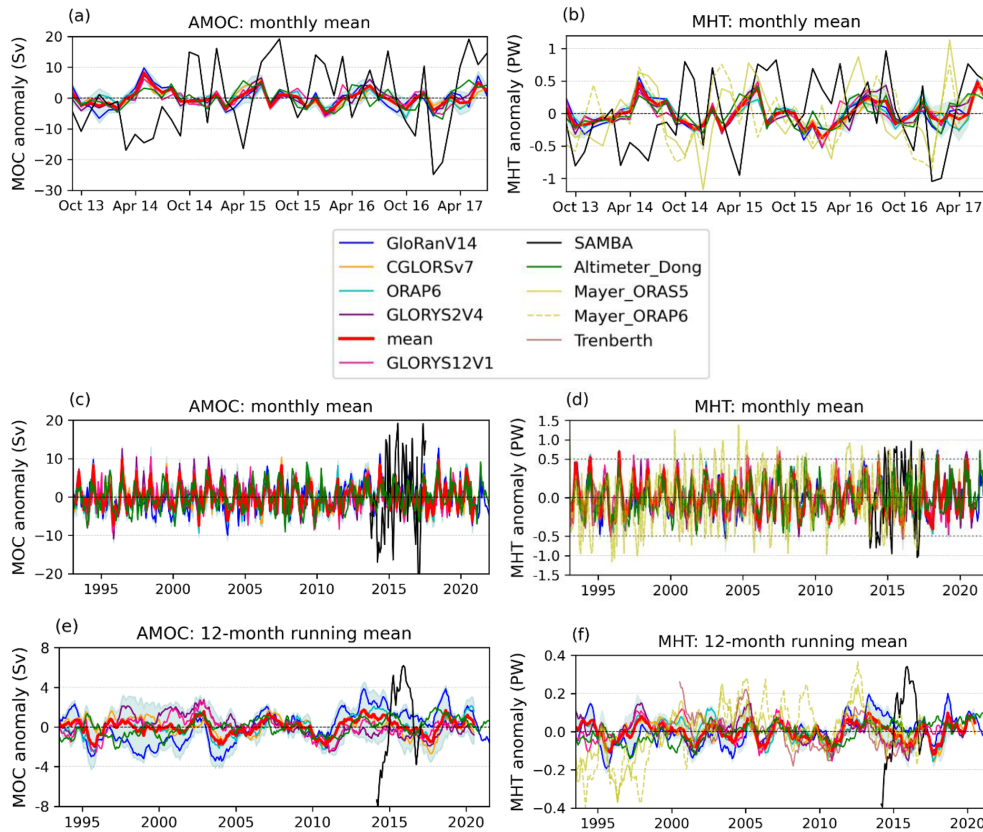 (a) AMOC: monthly mean
MOC anomaly (Sv)
20
10
0
−10
−20
−30
Oct 13 Apr 14 Oct 14 Apr 15 Oct 15 Apr 16 Oct 16 Apr 17
(b) MHT: monthly mean
MHT anomaly (PW)
1
0.5
0
-0.5
-1
Oct 13 Apr 14 Oct 14 Apr 15 Oct 15 Apr 16 Oct 16 Apr 17
GloRanV14
CGLORSv7
ORAP6
GLORYS2V4
mean
GLORYS12V1
SAMBA
Altimeter_Dong
Mayer_ORAS5
Mayer_ORAP6
Trenberth
(c) AMOC: monthly mean
MOC anomaly (Sv)
20
10
0
−10
−20
1995 2000 2005 2010 2015 2020
(d) MHT: monthly mean
MHT anomaly (PW)
1.5
1.0
0.5
0.0
-0.5
-1.0
-1.5
1995 2000 2005 2010 2015 2020
(e) AMOC: 12-month running mean
MOC anomaly (Sv)
8
4
0
-4
-8
1995 2000 2005 2010 2015 2020
(f) MHT: 12-month running mean
MHT anomaly (PW)
0.4
0.2
0.0
−0.2
−0.4
1995 2000 2005 2010 2015 2020